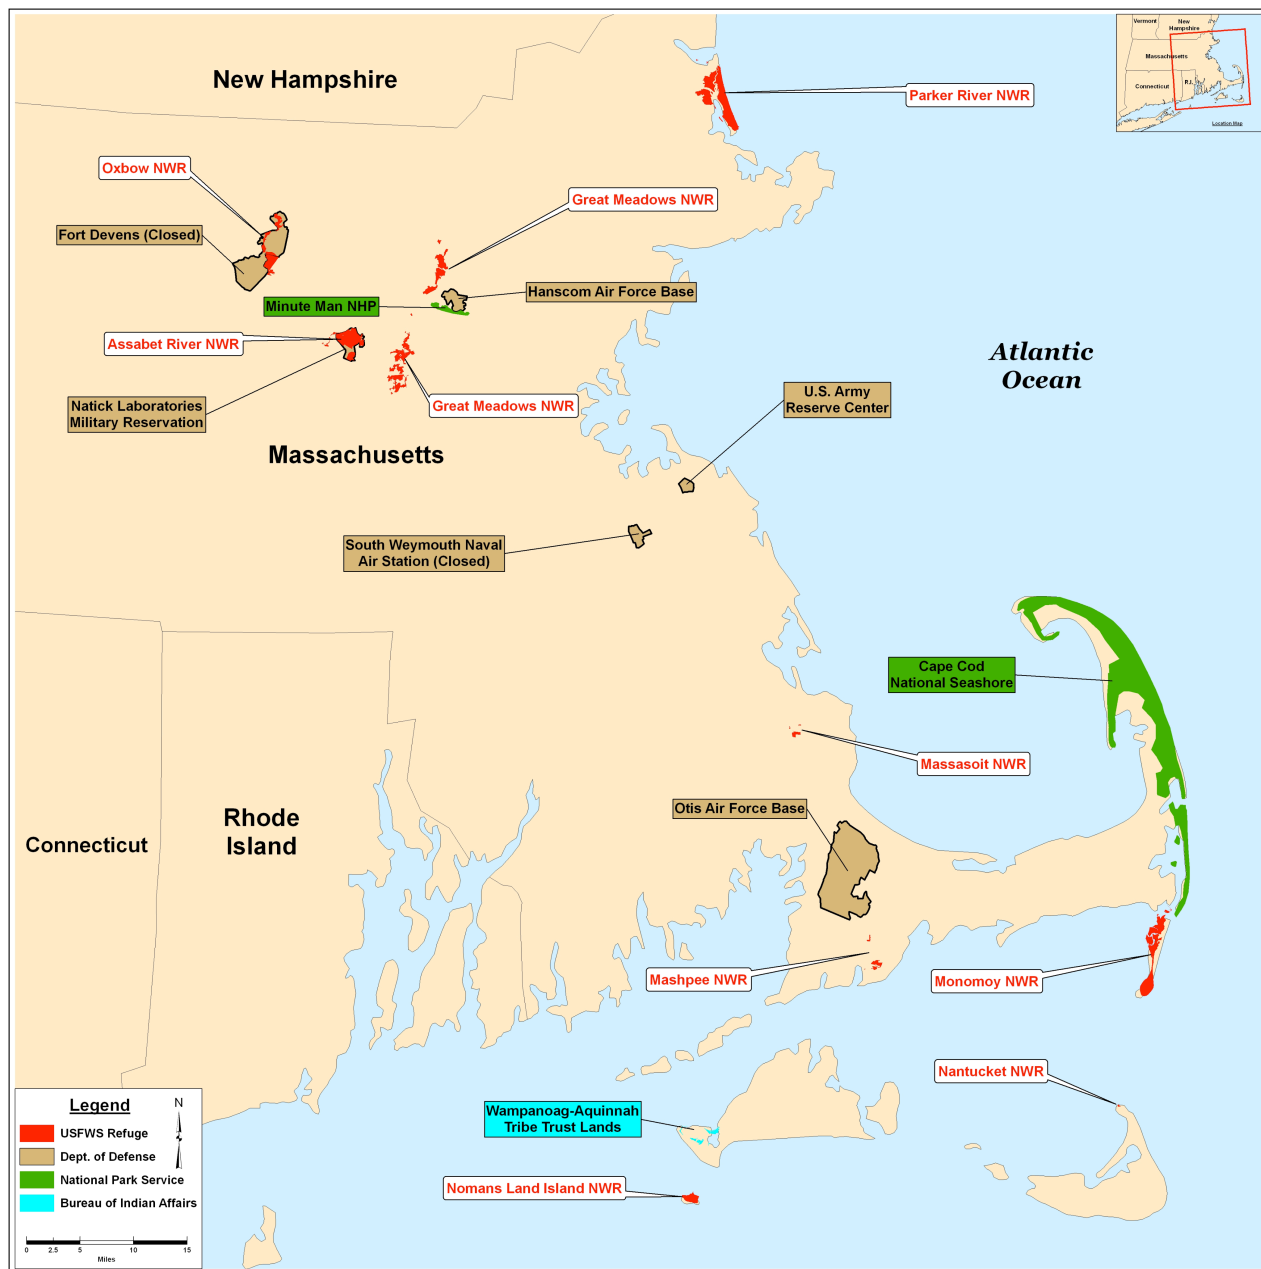 Vermont
New
Hampshire
Massachusetts
Connecticut
R.I.
Location Map
New Hampshire
Parker River NWR
Oxbow NWR
Great Meadows NWR
Fort Devens (Closed)
Hanscom Air Force Base
Minute Man NHP
Assabet River NWR
Atlantic
Ocean
U.S. Army
Reserve Center
Natick Laboratories
Military Reservation
Great Meadows NWR
Massachusetts
South Weymouth Naval
Air Station (Closed)
Cape Cod
National Seashore
Massasoit NWR
Otis Air Force Base
Rhode
Island
Connecticut
Mashpee NWR
Monomoy NWR
Nantucket NWR
Wampanoag-Aquinnah
Tribe Trust Lands
Nomans Land Island NWR
Legend
N
USFWS Refuge
Dept. of Defense
National Park Service
Bureau of Indian Affairs
0 2.5 5 10 15
Miles